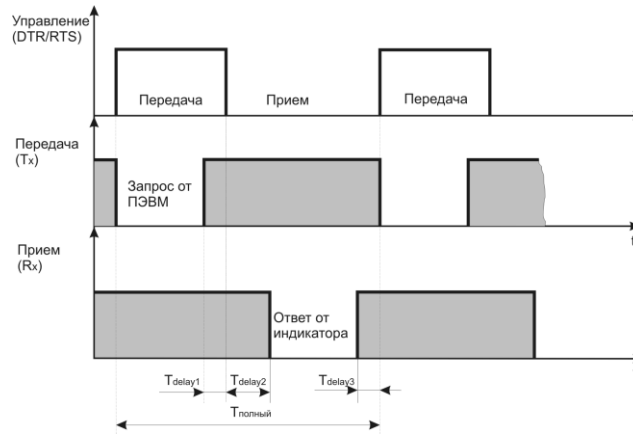 Управление
(DTR/RTS)
Передача
Прием
Передача
Передача
(Tx)
Запрос от
ПЭВМ
t
Прием
(Rx)
Ответ от
индикатора
Tdelay1
Tdelay2
Tdelay3
Tполный